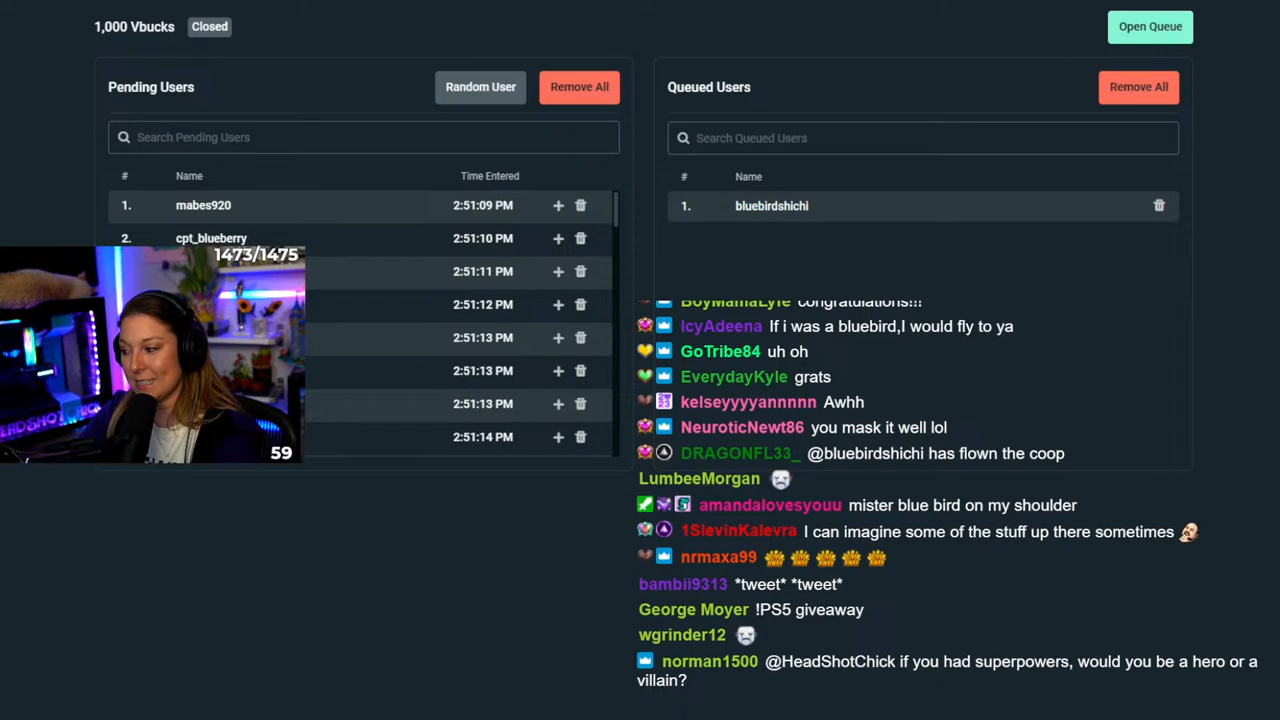 1,000 Vbucks Closed Open Queue
Pending Users Random User Remove All
Search Pending Users
# Name Time Entered
1. mabes920 2:51:09 PM
2. cpt_blueberry 2:51:10 PM
2:51:11 PM
2:51:12 PM
2:51:13 PM
2:51:13 PM
2:51:13 PM
2:51:14 PM
1473/1475
59
Queued Users Remove All
Search Queued Users
# Name
1. bluebirdshichi
BoyMamaLyfe congratulations!!!
IcyAdeena If i was a bluebird,I would fly to ya
GoTribe84 uh oh
EverydayKyle grats
kelseyyyyannnnn Awhh
NeuroticNewt86 you mask it well lol
DRAGONFL33_ @bluebirdshichi has flown the coop
LumbeeMorgan
amandalovesyouu mister blue bird on my shoulder
1SlevinKalevra I can imagine some of the stuff up there sometimes
nrmaxa99
bambii9313 *tweet* *tweet*
George Moyer !PS5 giveaway
wgrinder12
norman1500 @HeadShotChick if you had superpowers, would you be a hero or a
villain?